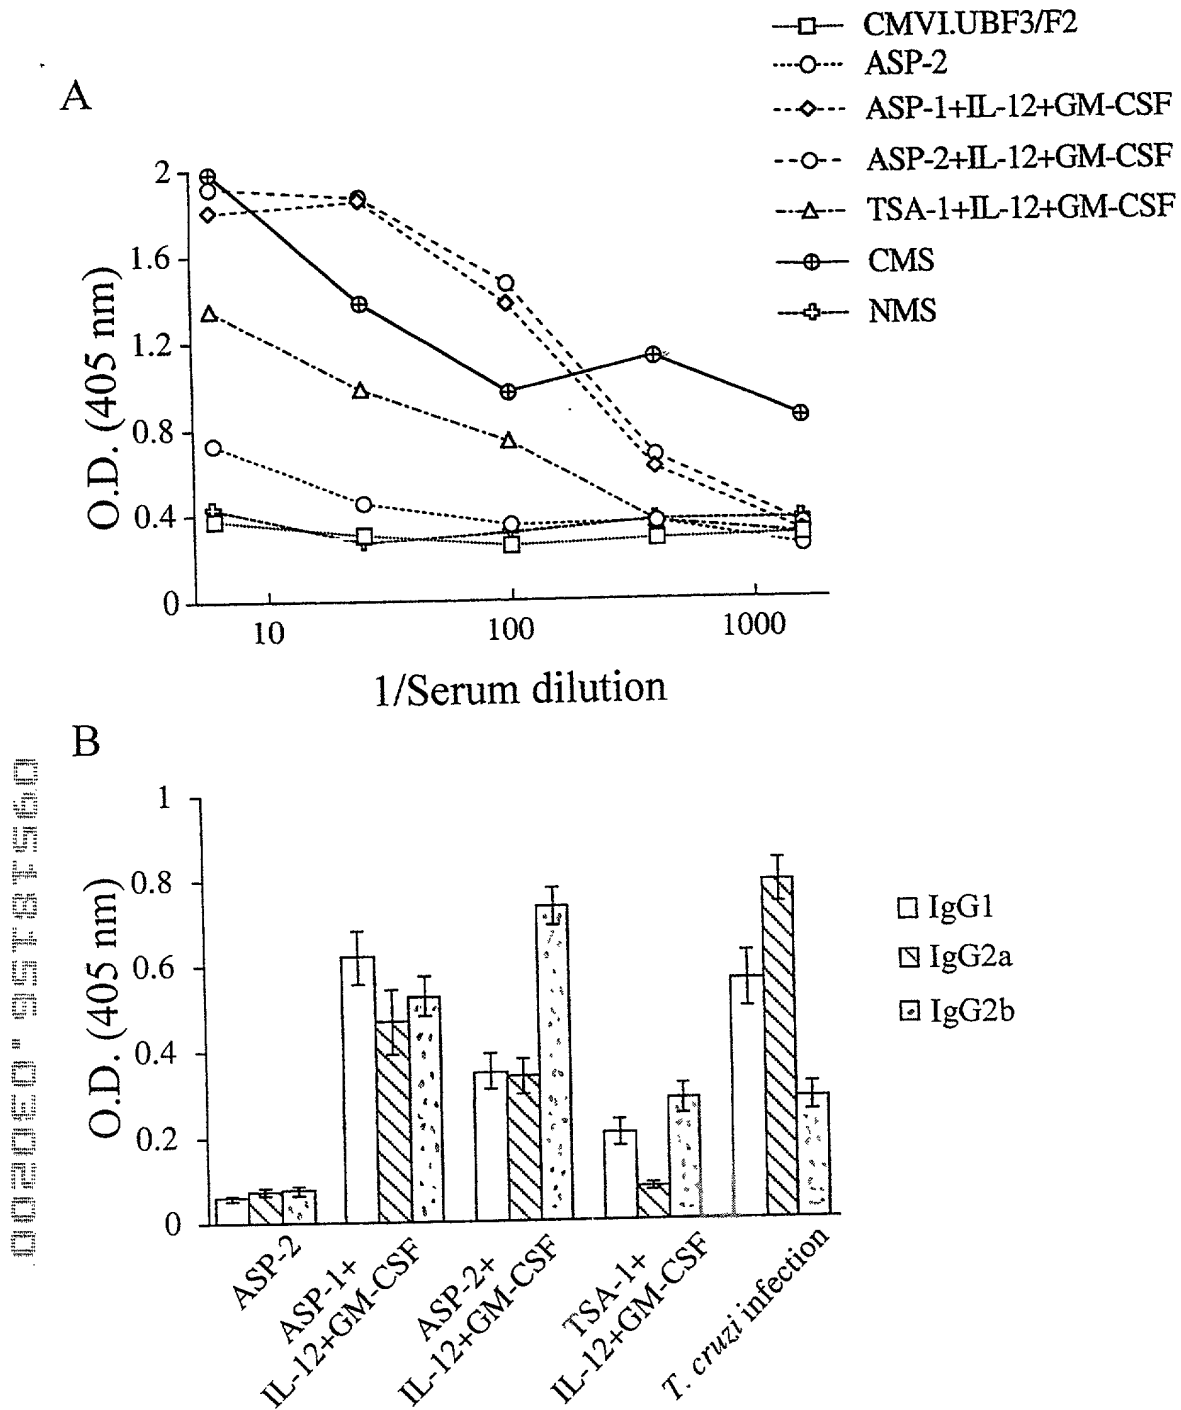 CMVI.UBF3/F2
ASP-2
A
ASP-1+IL-12+GM-CSF
ASP-2+IL-12+GM-CSF
TSA-1+IL-12+GM-CSF
CMS
NMS
2
1.6
1.2
0.8
0.4
0
O.D. (405 nm)
10
100
1000
1/Serum dilution
B
1
0.8
0.6
0.4
0.2
0
O.D. (405 nm)
IgG1
IgG2a
IgG2b
ASP-2
ASP-1+
IL-12+GM-CSF
ASP-2+
IL-12+GM-CSF
TSA-1+
IL-12+GM-CSF
T. cruzi infection
09518156.030200